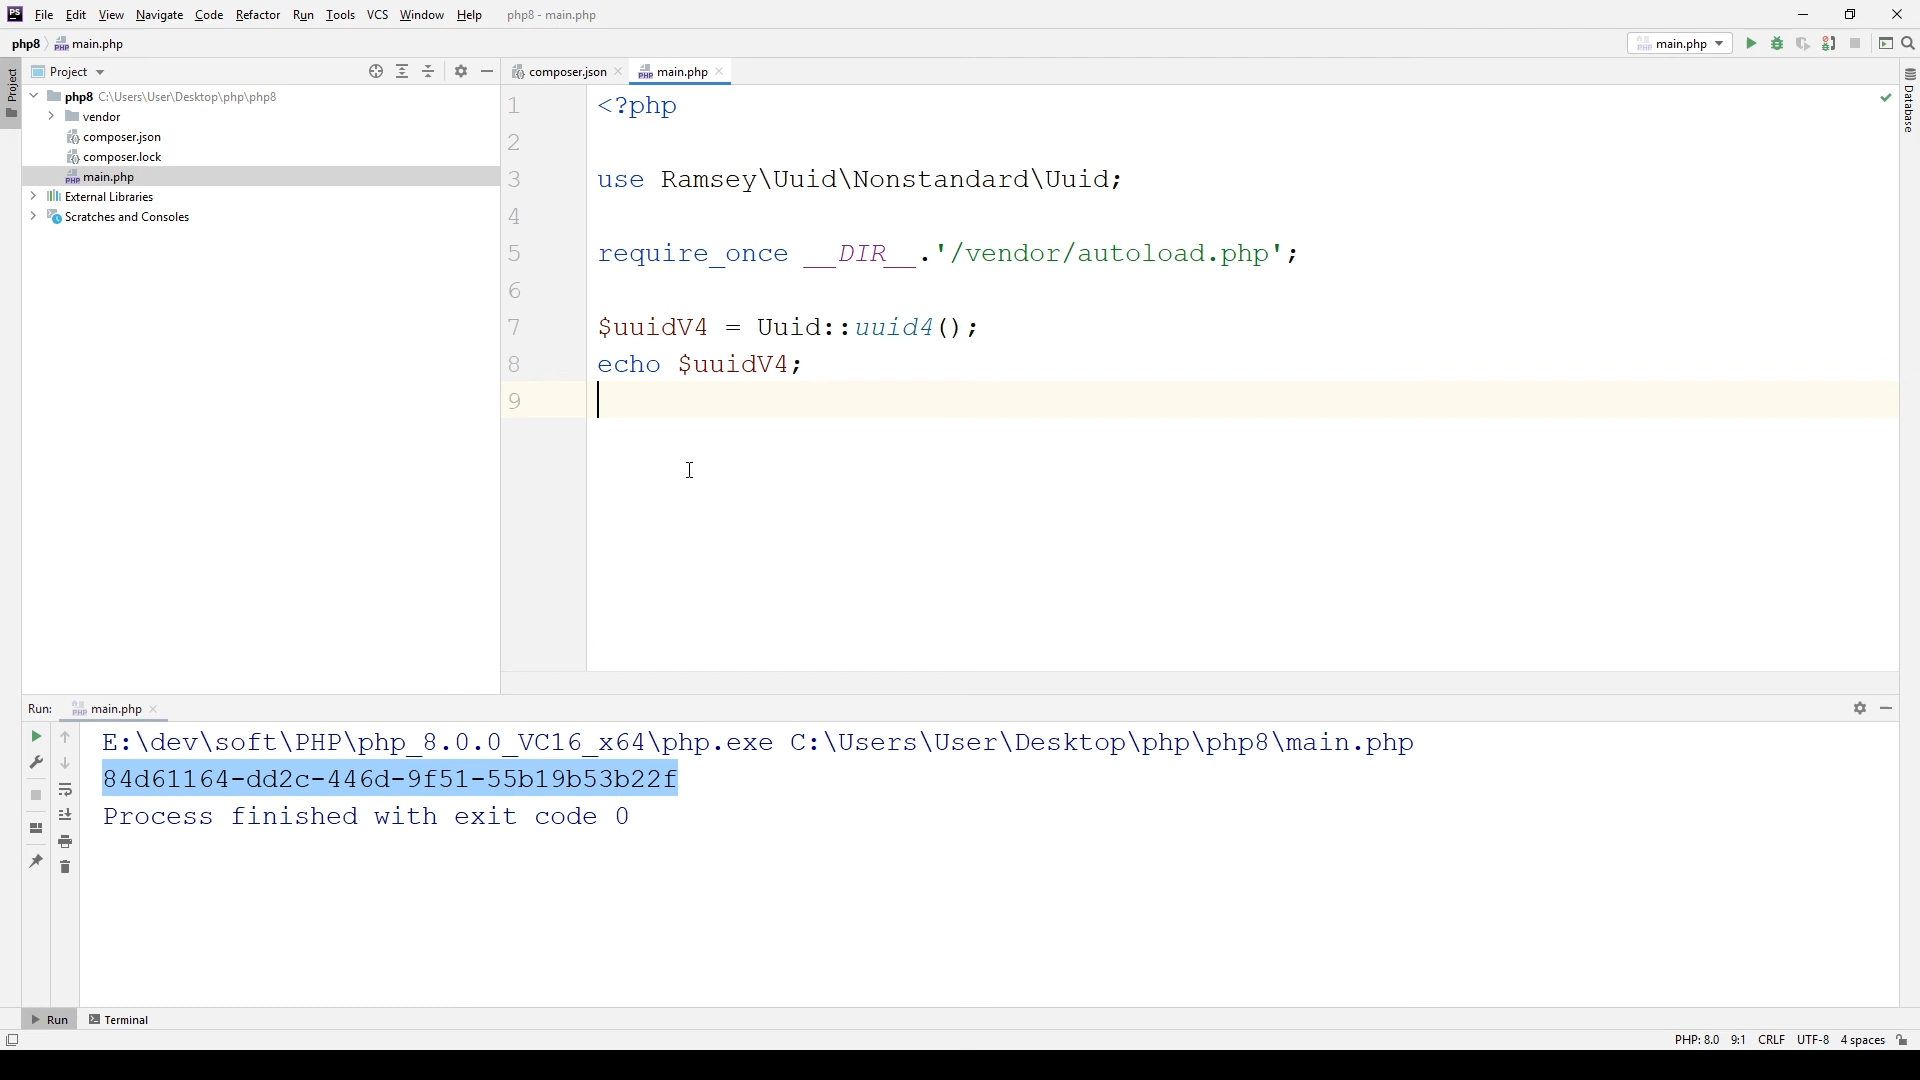 PS File Edit View Navigate Code Refactor Run Tools VCS Window Help php8 - main.php
php8 main.php
main.php
Project
Project
composer.json
main.php
php8 C:\Users\User\Desktop\php\php8
vendor
composer.json
composer.lock
main.php
External Libraries
Scratches and Consoles
1 <?php
2
3 use Ramsey\Uuid\Nonstandard\Uuid;
4
5 require_once __DIR__.'/vendor/autoload.php';
6
7 $uuidV4 = Uuid::uuid4();
8 echo $uuidV4;
9
Database
Run: main.php
E:\dev\soft\PHP\php_8.0.0_VC16_x64\php.exe C:\Users\User\Desktop\php\php8\main.php
84d61164-dd2c-446d-9f51-55b19b53b22f
Process finished with exit code 0
Run Terminal
PHP: 8.0 9:1 CRLF UTF-8 4 spaces